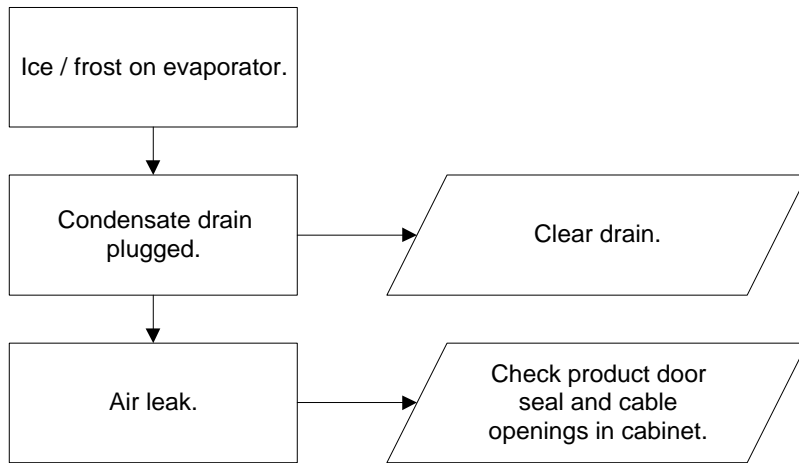 Ice / frost on evaporator.
Condensate drain
plugged.
Clear drain.
Air leak.
Check product door
seal and cable
openings in cabinet.